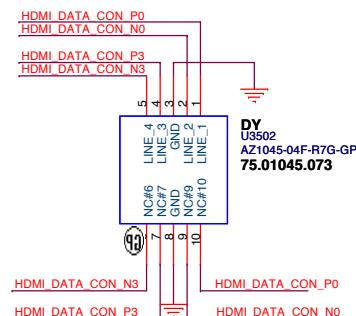 HDMI_DATA_CON_P0
HDMI_DATA_CON_N0
HDMI_DATA_CON_P3
HDMI_DATA_CON_N3
5 4 3 2 1
LINE_4 LINE_3 GND LINE_2 LINE_1
DY
U3502
AZ1045-04F-R7G-GP
75.01045.073
NC#6 NC#7 GND NC#9 NC#10
7 8 9 10
GP
HDMI_DATA_CON_N3 HDMI_DATA_CON_P0
HDMI_DATA_CON_P3 HDMI_DATA_CON_N0